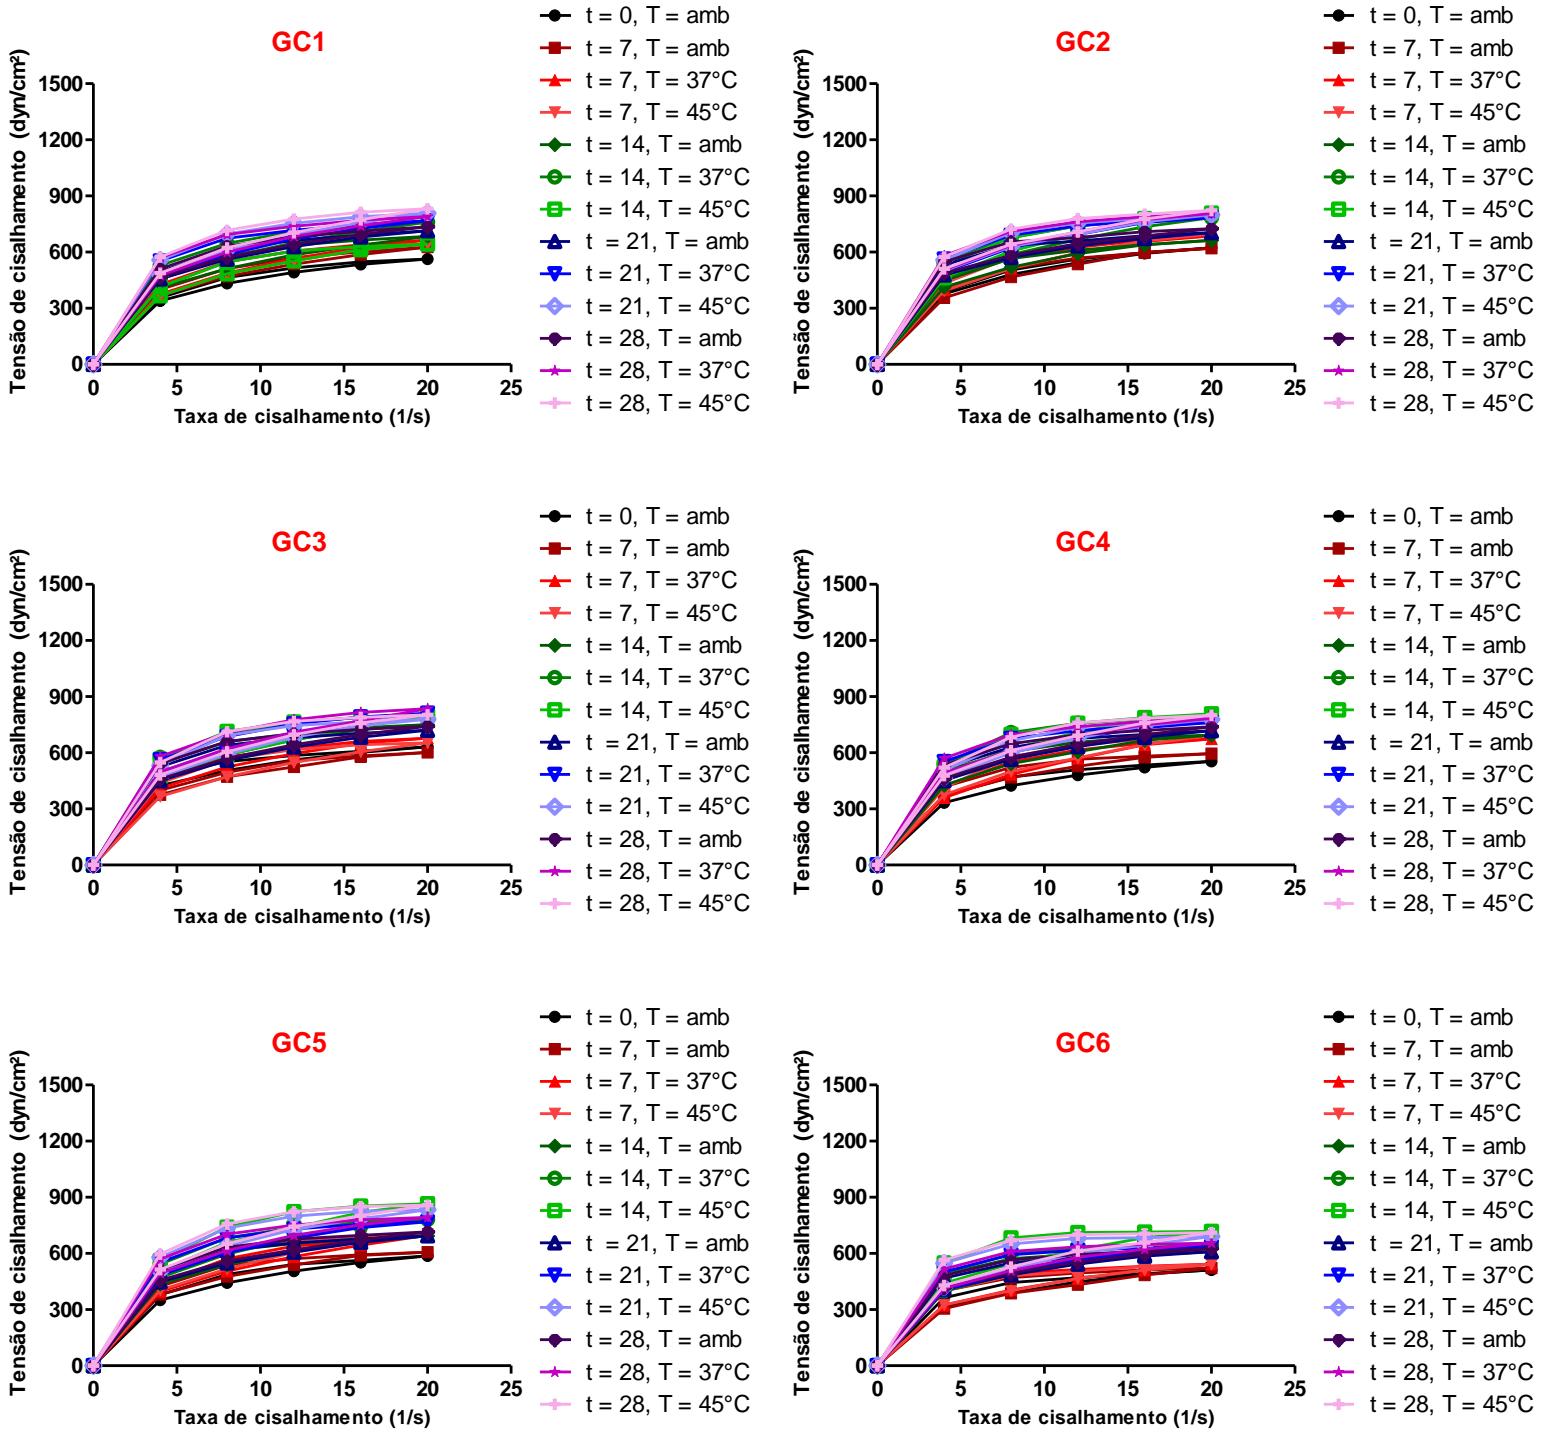 GC1
Tensão de cisalhamento (dyn/cm²)
1500
1200
900
600
300
0
0 5 10 15 20 25
Taxa de cisalhamento (1/s)
t = 0, T = amb
t = 7, T = amb
t = 7, T = 37°C
t = 7, T = 45°C
t = 14, T = amb
t = 14, T = 37°C
t = 14, T = 45°C
t = 21, T = amb
t = 21, T = 37°C
t = 21, T = 45°C
t = 28, T = amb
t = 28, T = 37°C
t = 28, T = 45°C
GC2
Tensão de cisalhamento (dyn/cm²)
1500
1200
900
600
300
0
0 5 10 15 20 25
Taxa de cisalhamento (1/s)
t = 0, T = amb
t = 7, T = amb
t = 7, T = 37°C
t = 7, T = 45°C
t = 14, T = amb
t = 14, T = 37°C
t = 14, T = 45°C
t = 21, T = amb
t = 21, T = 37°C
t = 21, T = 45°C
t = 28, T = amb
t = 28, T = 37°C
t = 28, T = 45°C
GC3
Tensão de cisalhamento (dyn/cm²)
1500
1200
900
600
300
0
0 5 10 15 20 25
Taxa de cisalhamento (1/s)
t = 0, T = amb
t = 7, T = amb
t = 7, T = 37°C
t = 7, T = 45°C
t = 14, T = amb
t = 14, T = 37°C
t = 14, T = 45°C
t = 21, T = amb
t = 21, T = 37°C
t = 21, T = 45°C
t = 28, T = amb
t = 28, T = 37°C
t = 28, T = 45°C
GC4
Tensão de cisalhamento (dyn/cm²)
1500
1200
900
600
300
0
0 5 10 15 20 25
Taxa de cisalhamento (1/s)
t = 0, T = amb
t = 7, T = amb
t = 7, T = 37°C
t = 7, T = 45°C
t = 14, T = amb
t = 14, T = 37°C
t = 14, T = 45°C
t = 21, T = amb
t = 21, T = 37°C
t = 21, T = 45°C
t = 28, T = amb
t = 28, T = 37°C
t = 28, T = 45°C
GC5
Tensão de cisalhamento (dyn/cm²)
1500
1200
900
600
300
0
0 5 10 15 20 25
Taxa de cisalhamento (1/s)
t = 0, T = amb
t = 7, T = amb
t = 7, T = 37°C
t = 7, T = 45°C
t = 14, T = amb
t = 14, T = 37°C
t = 14, T = 45°C
t = 21, T = amb
t = 21, T = 37°C
t = 21, T = 45°C
t = 28, T = amb
t = 28, T = 37°C
t = 28, T = 45°C
GC6
Tensão de cisalhamento (dyn/cm²)
1500
1200
900
600
300
0
0 5 10 15 20 25
Taxa de cisalhamento (1/s)
t = 0, T = amb
t = 7, T = amb
t = 7, T = 37°C
t = 7, T = 45°C
t = 14, T = amb
t = 14, T = 37°C
t = 14, T = 45°C
t = 21, T = amb
t = 21, T = 37°C
t = 21, T = 45°C
t = 28, T = amb
t = 28, T = 37°C
t = 28, T = 45°C